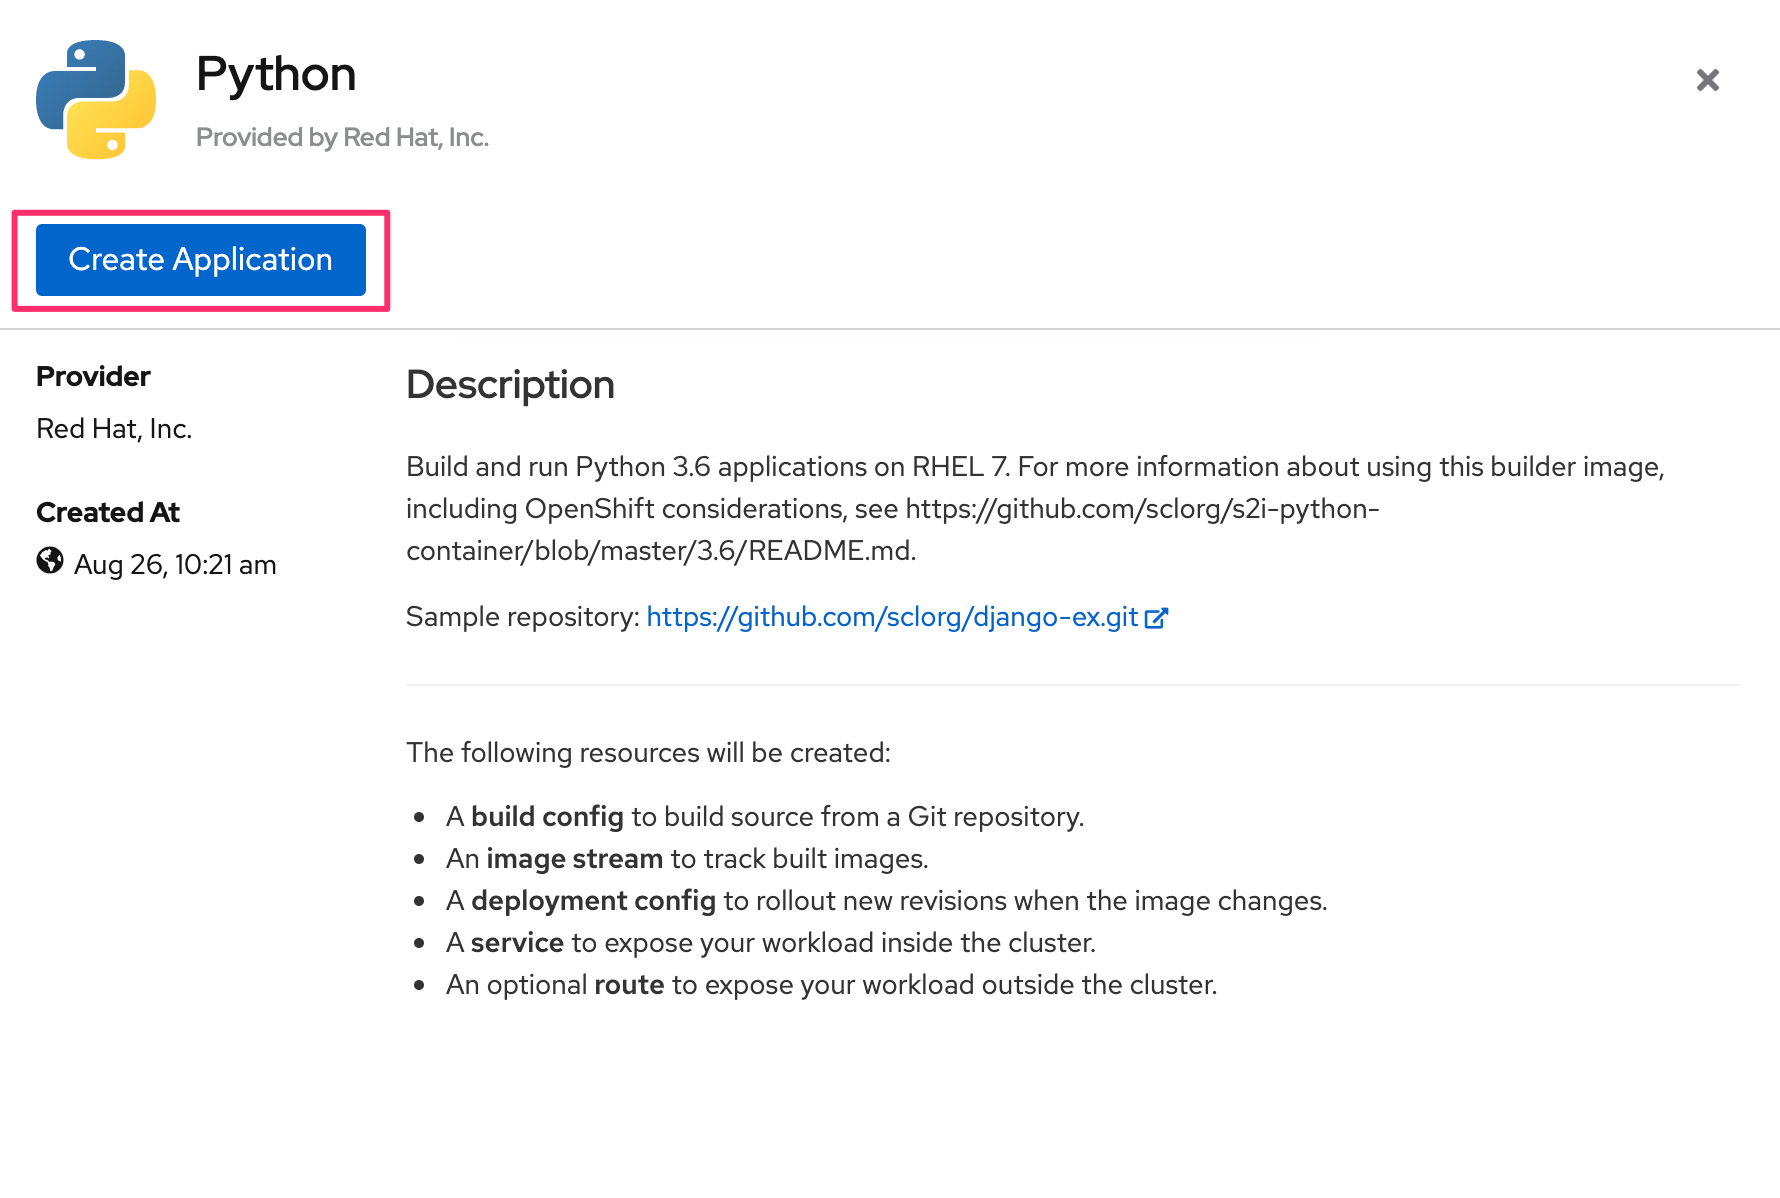 Python
Provided by Red Hat, Inc.
Create Application
Provider
Red Hat, Inc.
Created At
Aug 26, 10:21 am
Description
Build and run Python 3.6 applications on RHEL 7. For more information about using this builder image,
including OpenShift considerations, see https://github.com/sclorg/s2i-python-
container/blob/master/3.6/README.md.
Sample repository: https://github.com/sclorg/django-ex.git
The following resources will be created:
• A build config to build source from a Git repository.
• An image stream to track built images.
• A deployment config to rollout new revisions when the image changes.
• A service to expose your workload inside the cluster.
• An optional route to expose your workload outside the cluster.